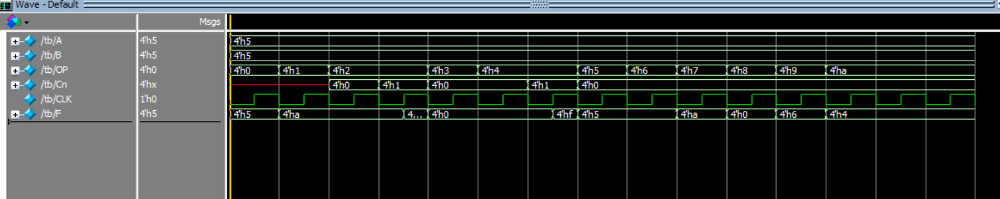 Wave - Default
Msgs
/tb/A 4'h5 4'h5
/tb/B 4'h5 4'h5
/tb/OP 4'h0 4'h0 4'h1 4'h2 4'h3 4'h4 4'h5 4'h6 4'h7 4'h8 4'h9 4'ha
/tb/Cn 4'hx 4'h0 4'h1 4'h0 4'h1 4'h0
/tb/CLK 1'h0
/tb/F 4'h5 4'h5 4'ha 4... 4'h0 4'hf 4'h5 4'ha 4'h0 4'h6 4'h4